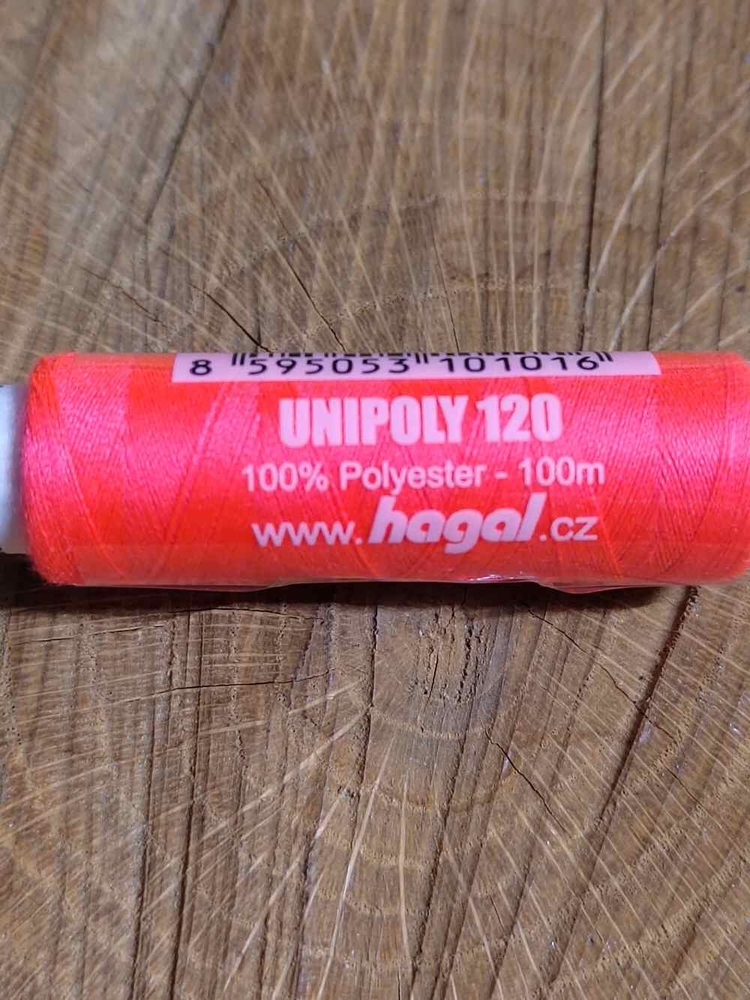 8 595053 101016
UNIPOLY 120
100% Polyester - 100m
www.hagal.cz